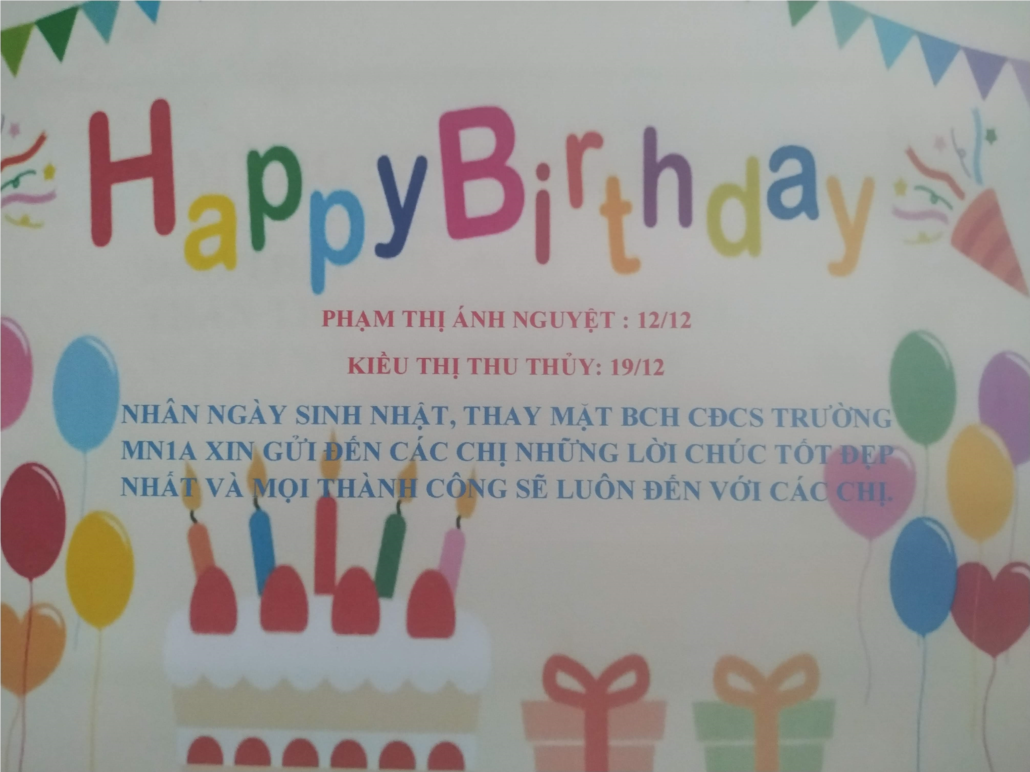 HappyBirthday
PHẠM THỊ ÁNH NGUYỆT : 12/12
KIỀU THỊ THU THỦY: 19/12
NHÂN NGÀY SINH NHẬT, THAY MẶT BCH CĐCS TRƯỜNG
MN1A XIN GỬI ĐẾN CÁC CHỊ NHỮNG LỜI CHÚC TỐT ĐẸP
NHẤT VÀ MỌI THÀNH CÔNG SẼ LUÔN ĐẾN VỚI CÁC CHỊ.